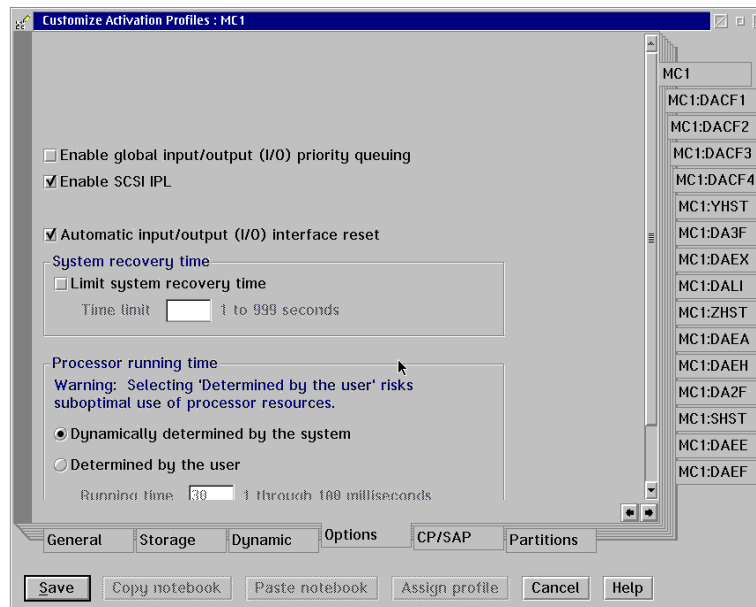 Customize Activation Profiles : MC1
Enable global input/output (I/O) priority queuing
Enable SCSI IPL
Automatic input/output (I/O) interface reset
System recovery time
Limit system recovery time
Time limit 1 to 999 seconds
Processor running time
Warning: Selecting 'Determined by the user' risks
suboptimal use of processor resources.
Dynamically determined by the system
Determined by the user
Running time 30 1 through 100 milliseconds
MC1
MC1:DACF1
MC1:DACF2
MC1:DACF3
MC1:DACF4
MC1:YHST
MC1:DA3F
MC1:DAEX
MC1:DALI
MC1:ZHST
MC1:DAEA
MC1:DAEH
MC1:DA2F
MC1:SHST
MC1:DAEE
MC1:DAEF
General Storage Dynamic Options CP/SAP Partitions
Save Copy notebook Paste notebook Assign profile Cancel Help